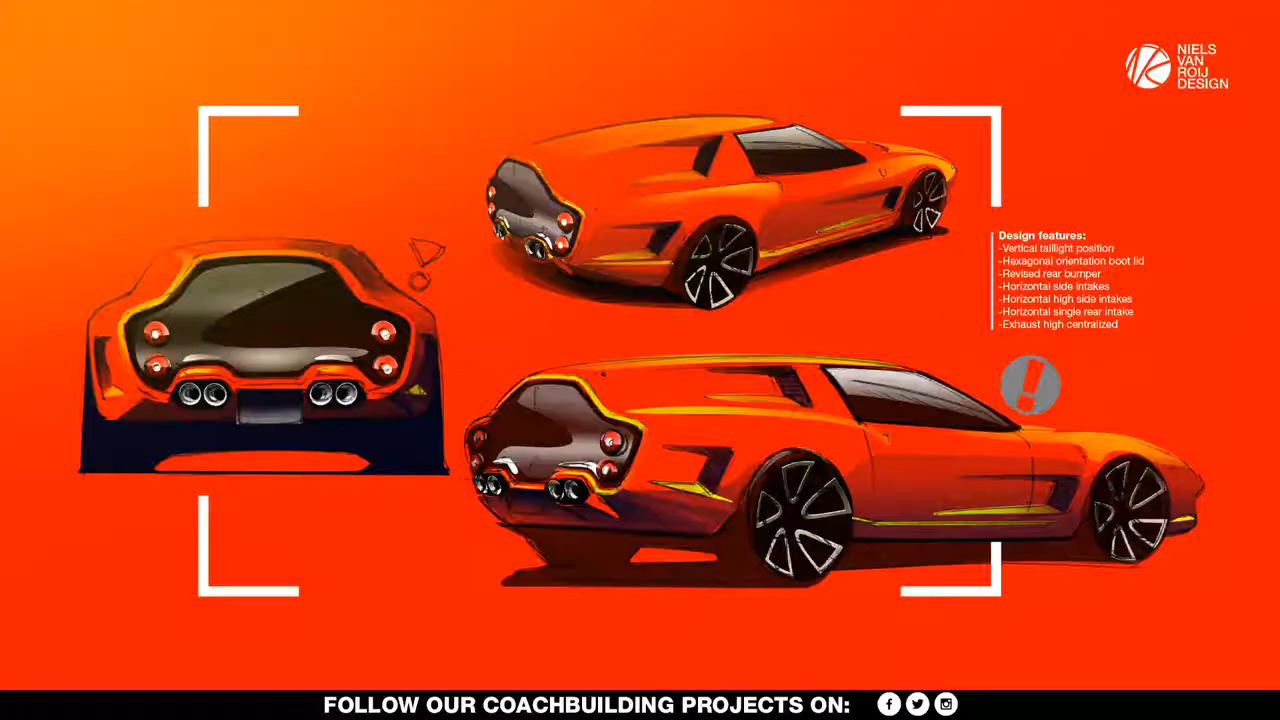 NIELS
VAN
ROIJ
DESIGN
Design features:
-Vertical taillight position
-Hexagonal orientation boot lid
-Revised rear bumper
-Horizontal side intakes
-Horizontal high side intakes
-Horizontal single rear intake
-Exhaust high centralized
!
FOLLOW OUR COACHBUILDING PROJECTS ON: